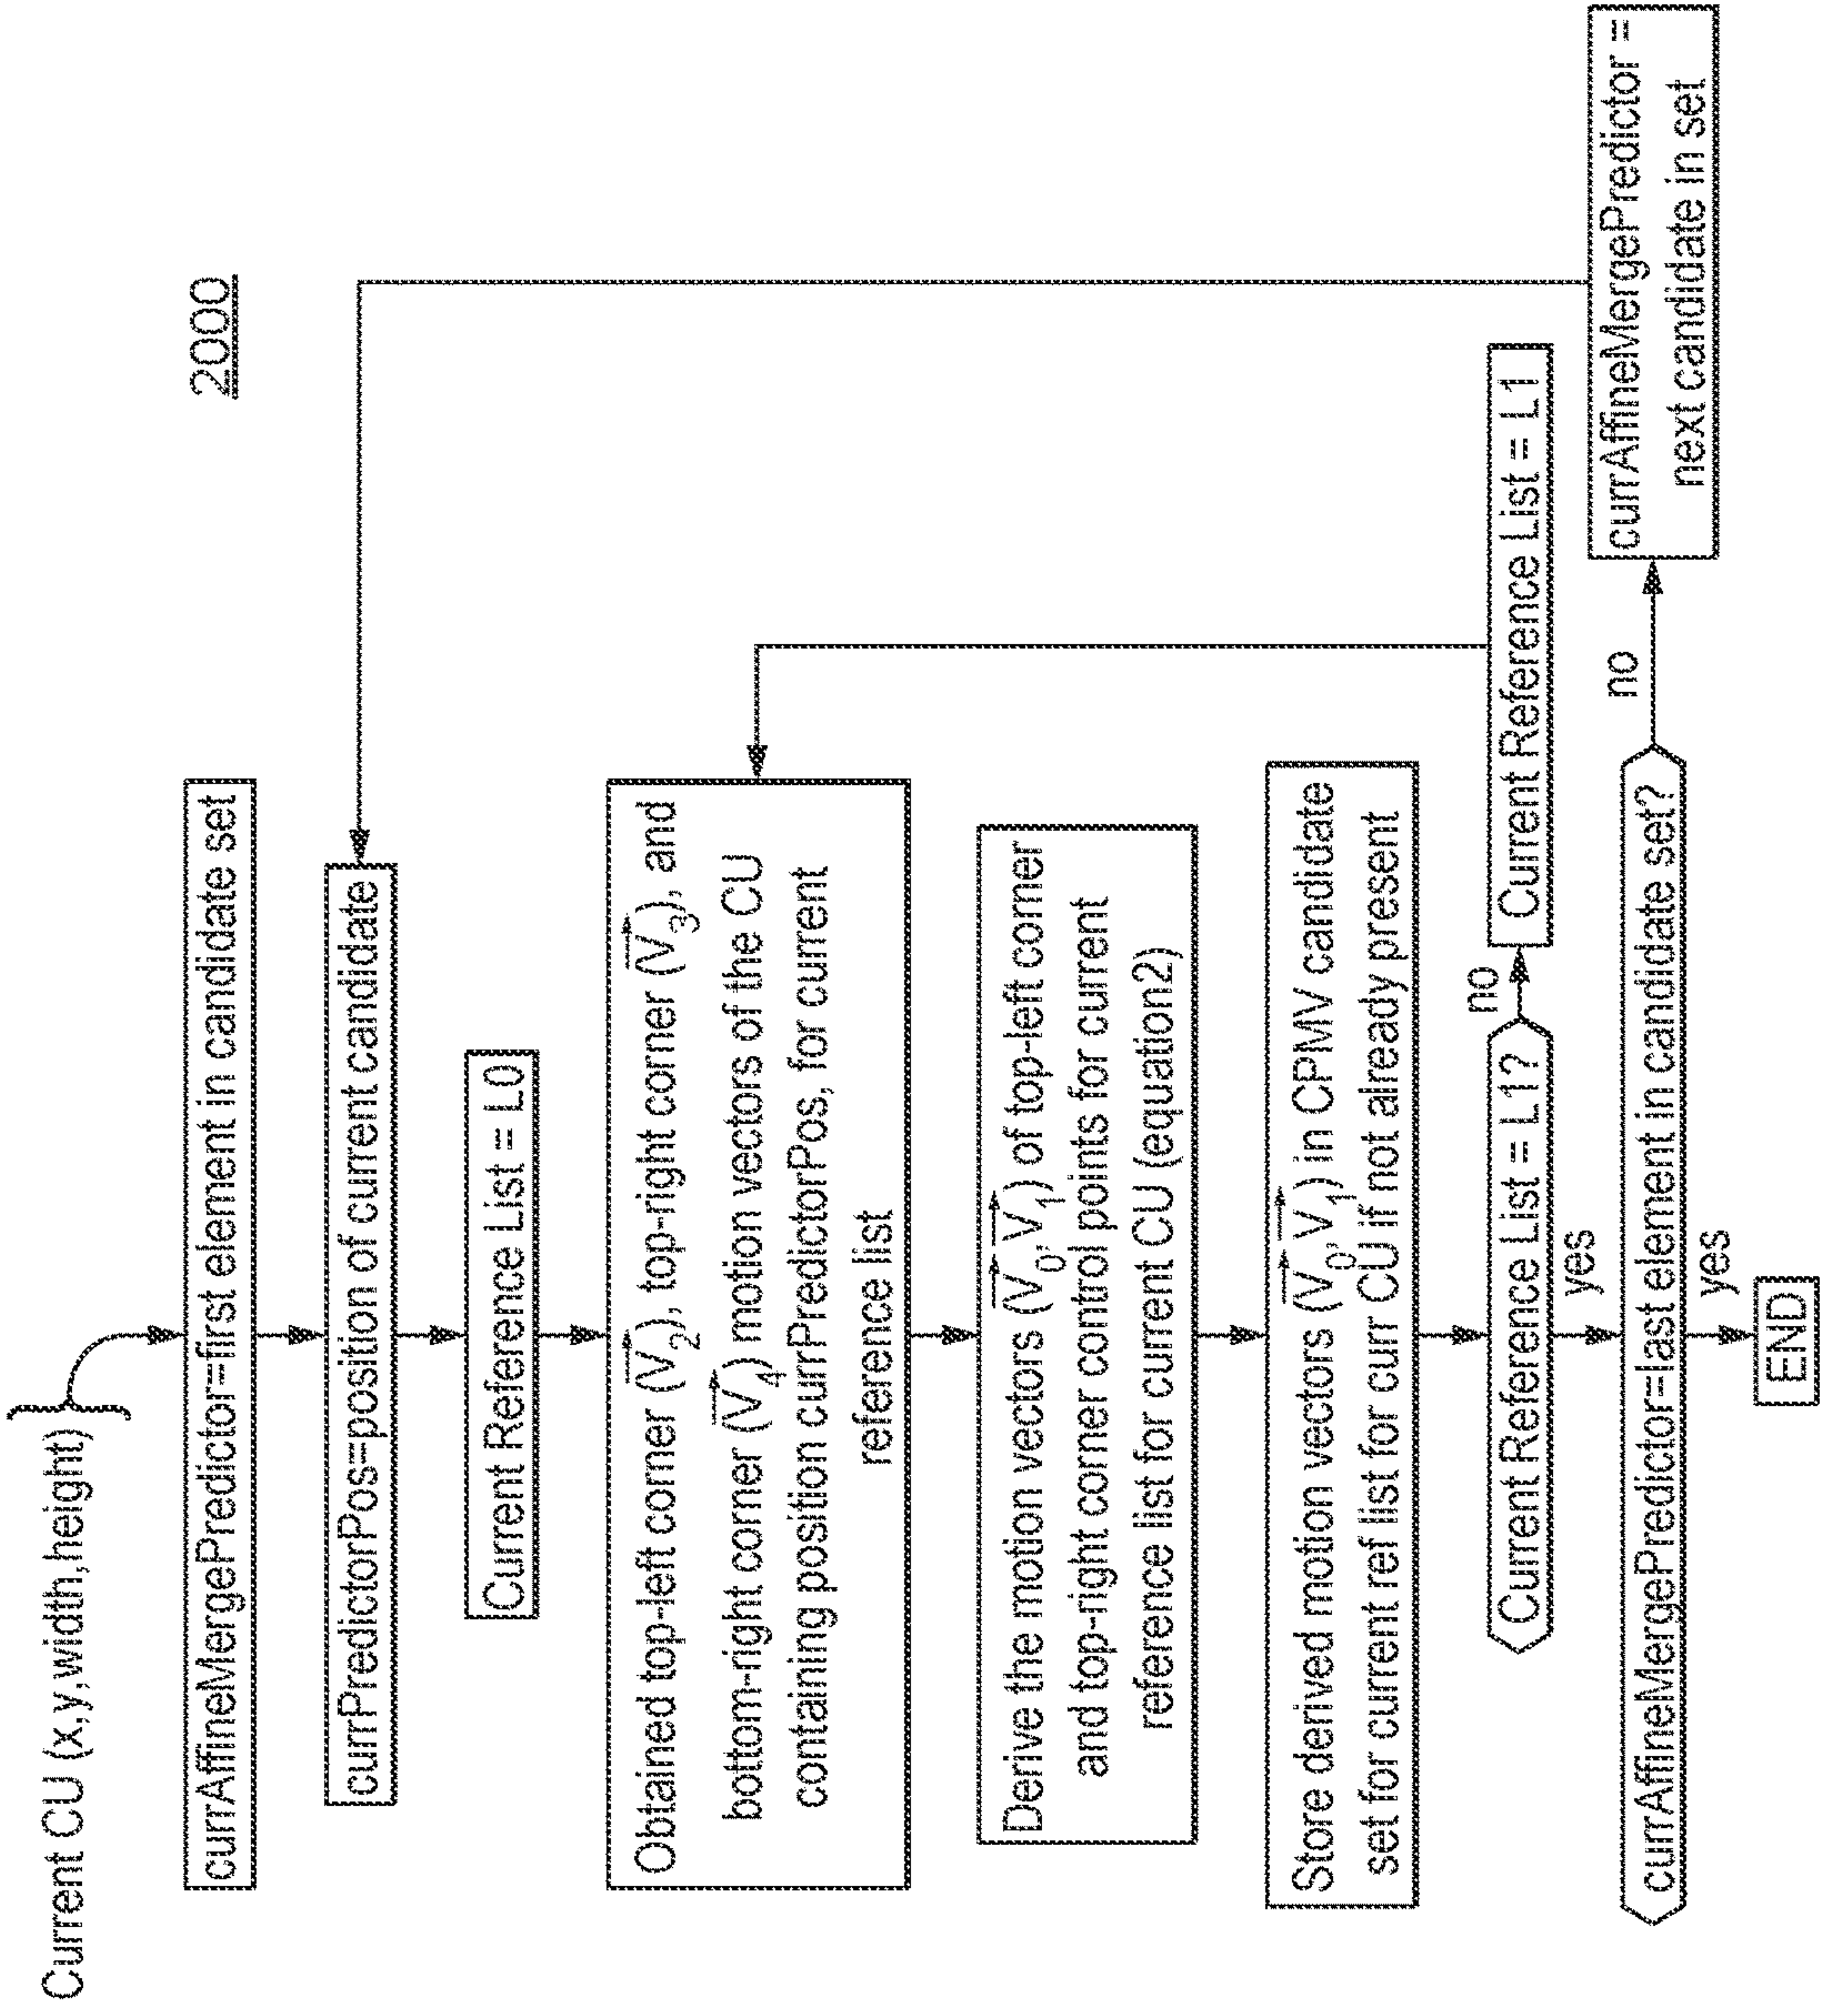 2000
Current CU (x,y,width,height)
currAffineMergePredictor=first element in candidate set
currPredictorPos=position of current candidate
Current Reference List = L0
Obtained top-left corner (V₂), top-right corner (V₃), and
bottom-right corner (V₄) motion vectors of the CU
containing position currPredictorPos, for current
reference list
Derive the motion vectors (V₀,V₁) of top-left corner
and top-right corner control points for current
reference list for current CU (equation2)
Store derived motion vectors (V₀,V₁) in CPMV candidate
set for current ref list for curr CU if not already present
Current Reference List = L1?
no
Current Reference List = L1
yes
currAffineMergePredictor=last element in candidate set?
no
currAffineMergePredictor =
next candidate in set
yes
END